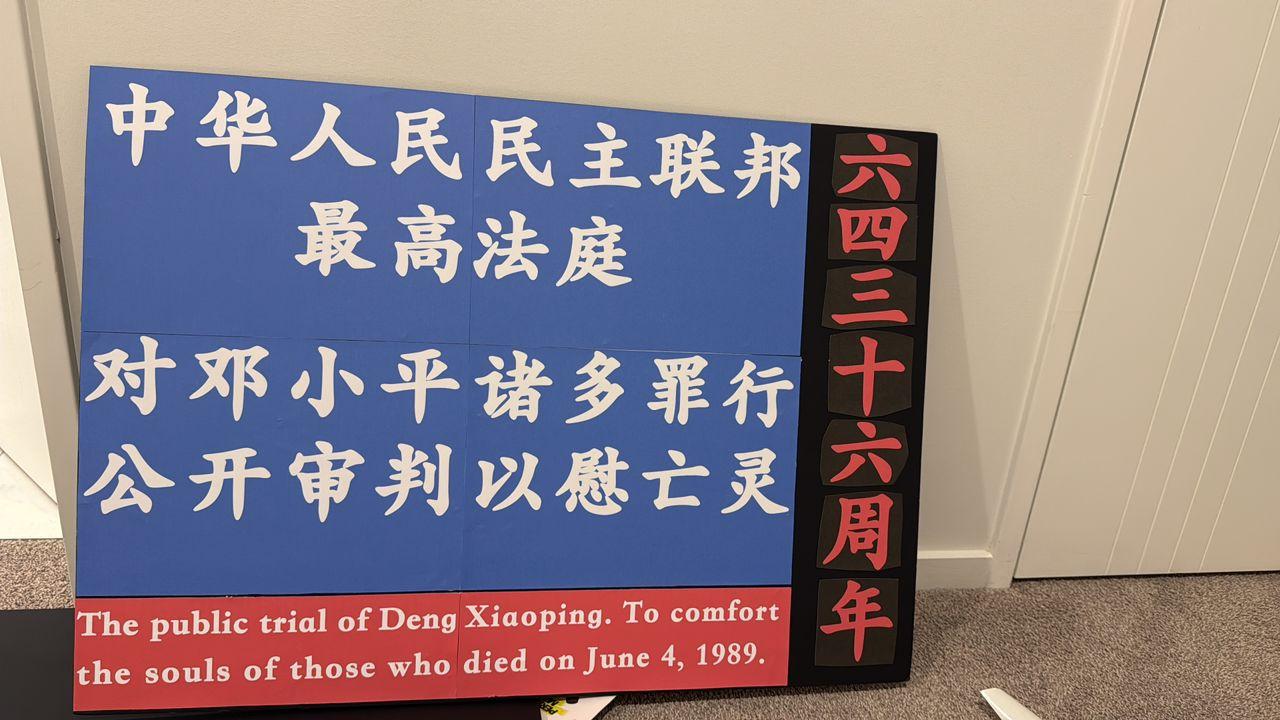 中华人民民主联邦
最高法庭
对邓小平诸多罪行
公开审判以慰亡灵
The public trial of Deng Xiaoping. To comfort
the souls of those who died on June 4, 1989.
六四三十六周年